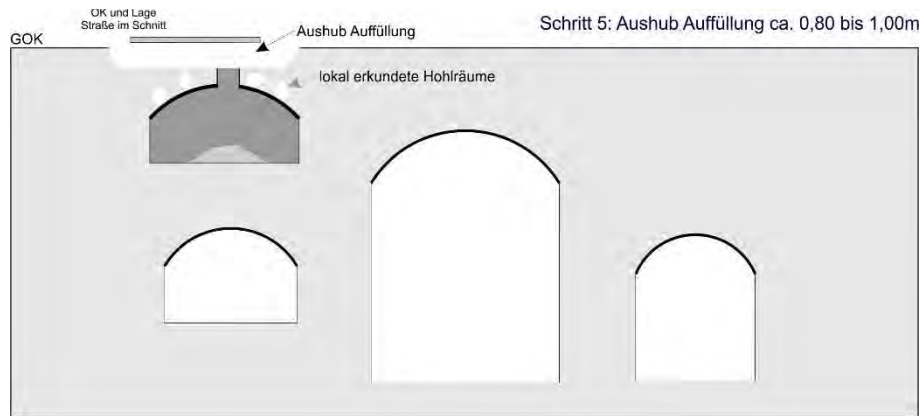 OK und Lage
Straße im Schnitt
Schritt 5: Aushub Auffüllung ca. 0,80 bis 1,00m
GOK
Aushub Auffüllung
lokal erkundete Hohlräume